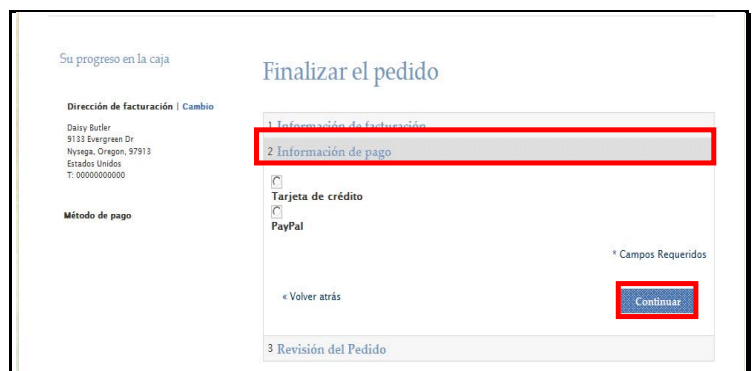 Su progreso en la caja
Finalizar el pedido
Dirección de facturación | Cambio
Daisy Butler
9133 Evergreen Dr
Nysega, Oregon, 97913
Estados Unidos
T: 00000000000
Método de pago
1 Información de facturación
2 Información de pago
Tarjeta de crédito
PayPal
* Campos Requeridos
« Volver atrás
Continuar
3 Revisión del Pedido